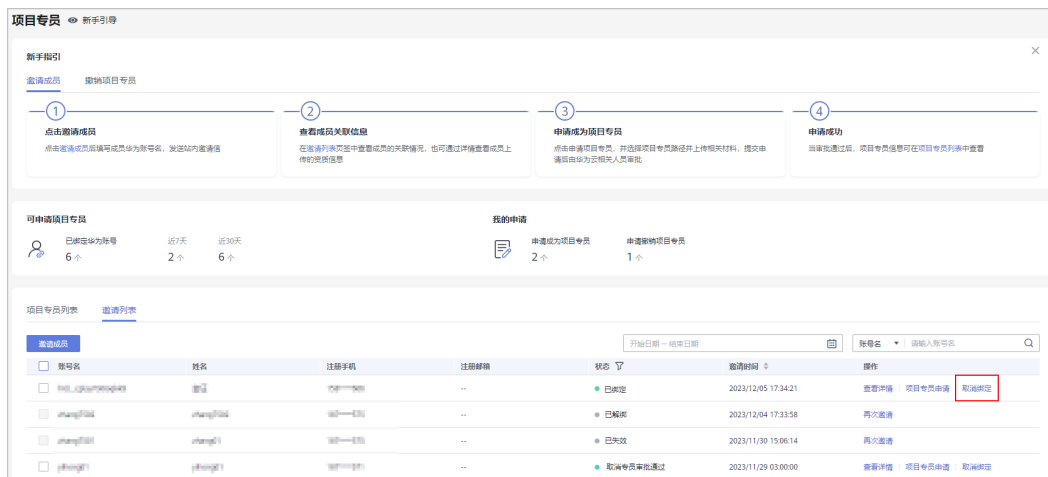 项目专员 新手引导
新手指引
邀请成员 撤销项目专员
1 2 3 4
点击邀请成员 查看成员关联信息 申请成为项目专员 申请成功
点击邀请成员后填写成员华为账号名，发送站内邀请信 在邀请列表页签中查看成员的关联情况，也可通过详情查看成员上 点击申请项目专员，并选择项目专员路径并上传相关材料，提交申 当审批通过后，项目专员信息可在项目专员列表中查看
传的资质信息 请后由华为云相关人员审批
可申请项目专员 我的申请
已绑定华为账号 近7天 近30天 申请成为项目专员 申请撤销项目专员
6 个 2 个 6 个 2 个 1 个
项目专员列表 邀请列表
邀请成员 开始日期 – 结束日期 账号名 请输入账号名
账号名 姓名 注册手机 注册邮箱 状态 邀请时间 操作
-- 已绑定 2023/12/05 17:34:21 查看详情 项目专员申请 取消绑定
-- 已解绑 2023/12/04 17:33:58 再次邀请
-- 已失效 2023/11/30 15:06:14 再次邀请
-- 取消专员审批通过 2023/11/29 03:00:00 查看详情 项目专员申请 取消绑定